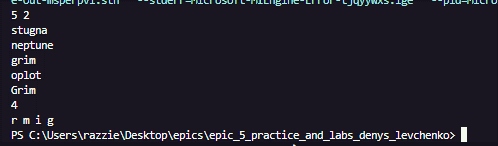 5 2
stugna
neptune
grim
oplot
Grim
4
r m i g
PS C:\Users\razzie\Desktop\epics\epic_5_practice_and_labs_denys_levchenko>